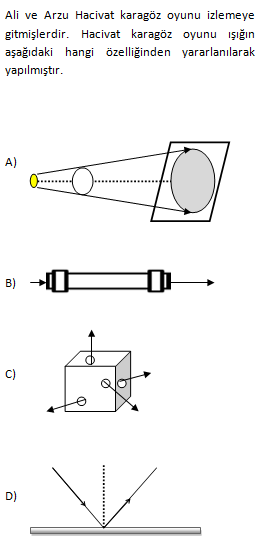 Ali ve Arzu Hacivat karagöz oyunu izlemeye
gitmişlerdir. Hacivat karagöz oyunu ışığın
aşağıdaki hangi özelliğinden yararlanılarak
yapılmıştır.
A)
B)
C)
D)